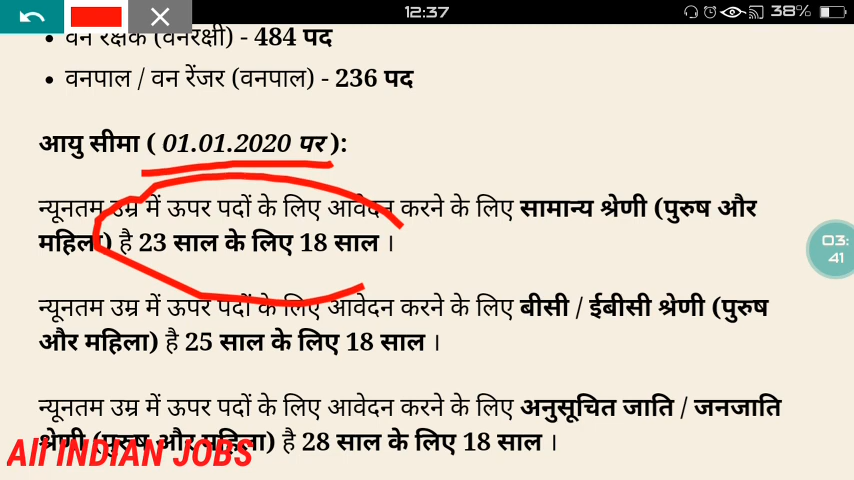 12:37
38%
• वन रक्षक (वनरक्षी) - 484 पद
• वनपाल / वन रेंजर (वनपाल) - 236 पद
आयु सीमा ( 01.01.2020 पर ):
न्यूनतम उम्र में ऊपर पदों के लिए आवेदन करने के लिए सामान्य श्रेणी (पुरुष और
महिला) है 23 साल के लिए 18 साल ।
03:
41
न्यूनतम उम्र में ऊपर पदों के लिए आवेदन करने के लिए बीसी / ईबीसी श्रेणी (पुरुष
और महिला) है 25 साल के लिए 18 साल ।
न्यूनतम उम्र में ऊपर पदों के लिए आवेदन करने के लिए अनुसूचित जाति / जनजाति
श्रेणी (पुरुष और महिला) है 28 साल के लिए 18 साल ।
All INDIAN JOBS